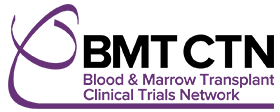 BMT CTN
Blood & Marrow Transplant
Clinical Trials Network